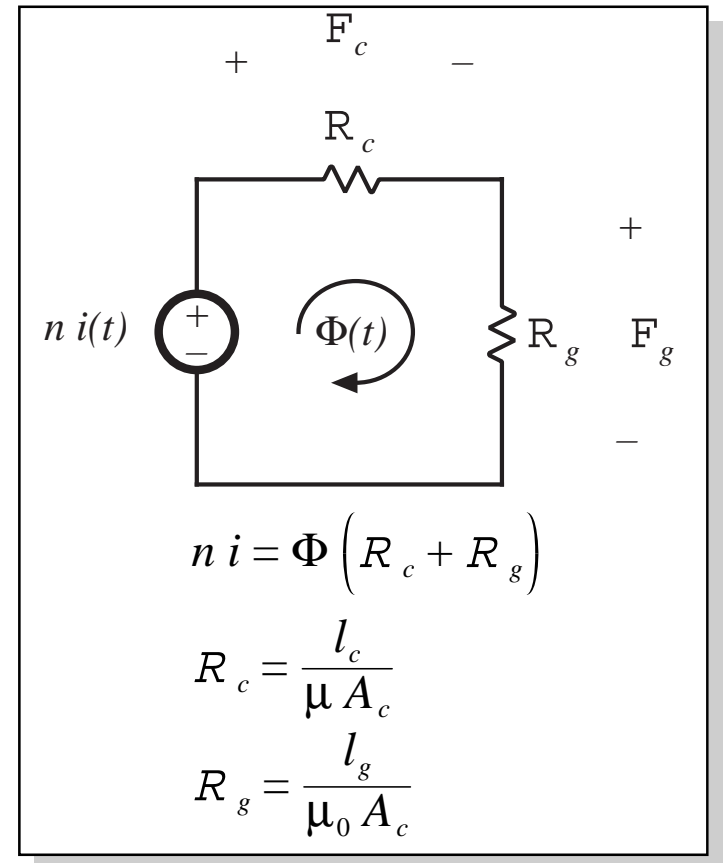 F_c
+ −
R_c
+
n i(t) + − Φ(t) R_g F_g
−
n i = Φ (R_c + R_g)
R_c = l_c / μ A_c
R_g = l_g / μ_0 A_c